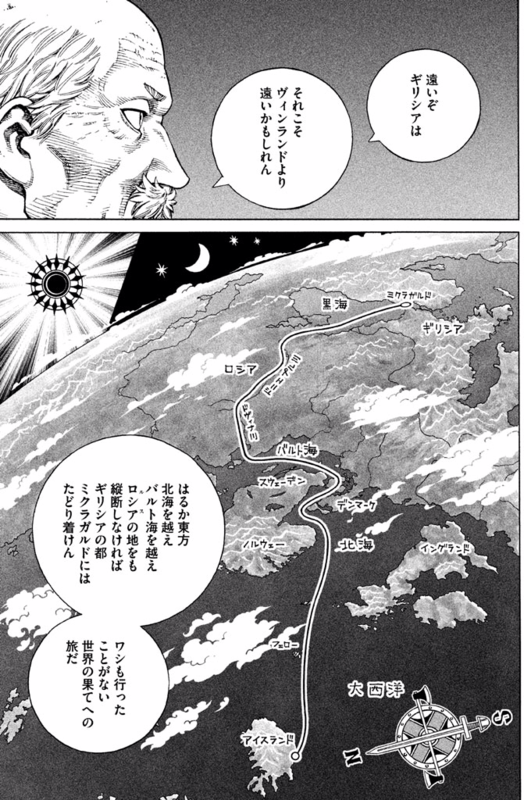 遠いぞ
ギリシアは
それこそ
ヴィンランドより
遠いかもしれん
ミクラガルド
黒海
ギリシア
ロシア
ドニエプル川
ロヴァッチ川
バルト海
スウェーデン
デンマーク
はるか東方
北海を越え
バルト海を越え
ロシアの地をも
ルス
縦断しなければ
ギリシアの都
ミクラガルドには
たどり着けん
ノルウェー
北海
イングランド
フェロー
ワシも行った
ことがない
世界の果てへの
旅だ
大西洋
アイスランド
S
N